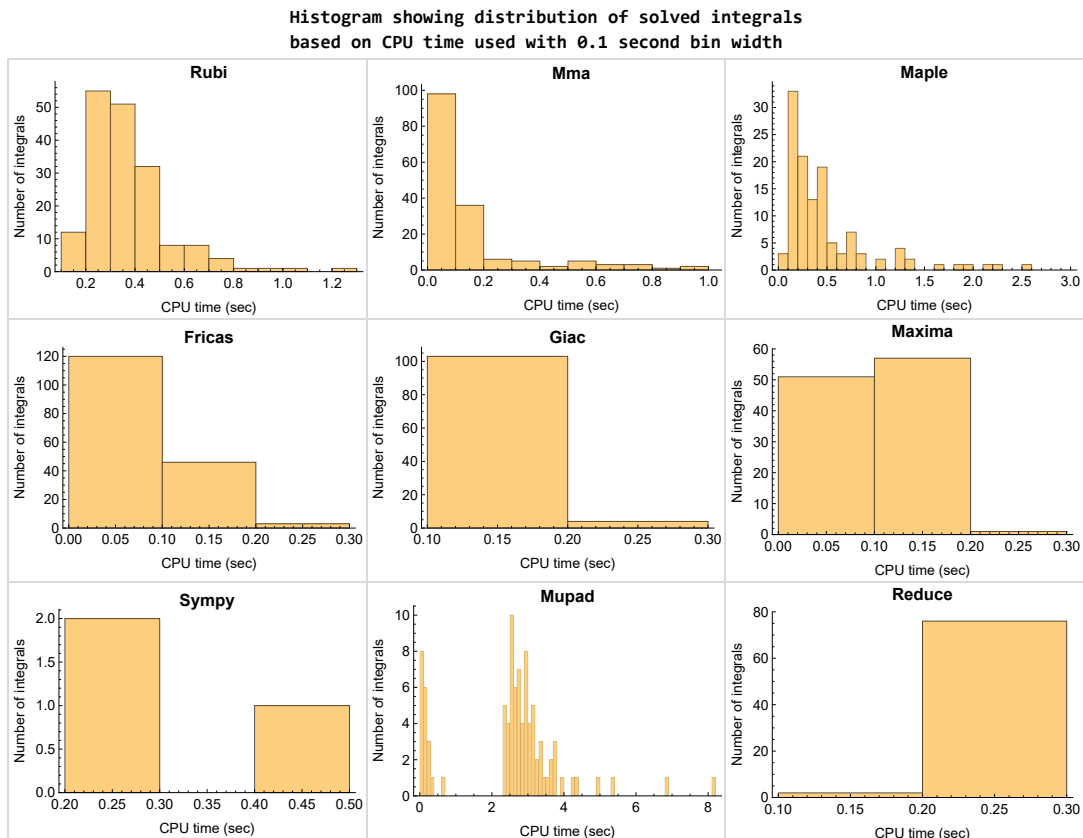 Histogram showing distribution of solved integrals
based on CPU time used with 0.1 second bin width
Rubi
Number of integrals
50
40
30
20
10
0
0.2 0.4 0.6 0.8 1.0 1.2
CPU time (sec)
Mma
Number of integrals
100
80
60
40
20
0
0.0 0.2 0.4 0.6 0.8 1.0
CPU time (sec)
Maple
Number of integrals
30
25
20
15
10
5
0
0.0 0.5 1.0 1.5 2.0 2.5 3.0
CPU time (sec)
Fricas
Number of integrals
120
100
80
60
40
20
0
0.00 0.05 0.10 0.15 0.20 0.25 0.30
CPU time (sec)
Giac
Number of integrals
100
80
60
40
20
0
0.10 0.15 0.20 0.25 0.30
CPU time (sec)
Maxima
Number of integrals
60
50
40
30
20
10
0
0.00 0.05 0.10 0.15 0.20 0.25 0.30
CPU time (sec)
Sympy
Number of integrals
2.0
1.5
1.0
0.5
0.0
0.20 0.25 0.30 0.35 0.40 0.45 0.50
CPU time (sec)
Mupad
Number of integrals
10
8
6
4
2
0
0 2 4 6 8
CPU time (sec)
Reduce
Number of integrals
80
60
40
20
0
0.10 0.15 0.20 0.25 0.30
CPU time (sec)